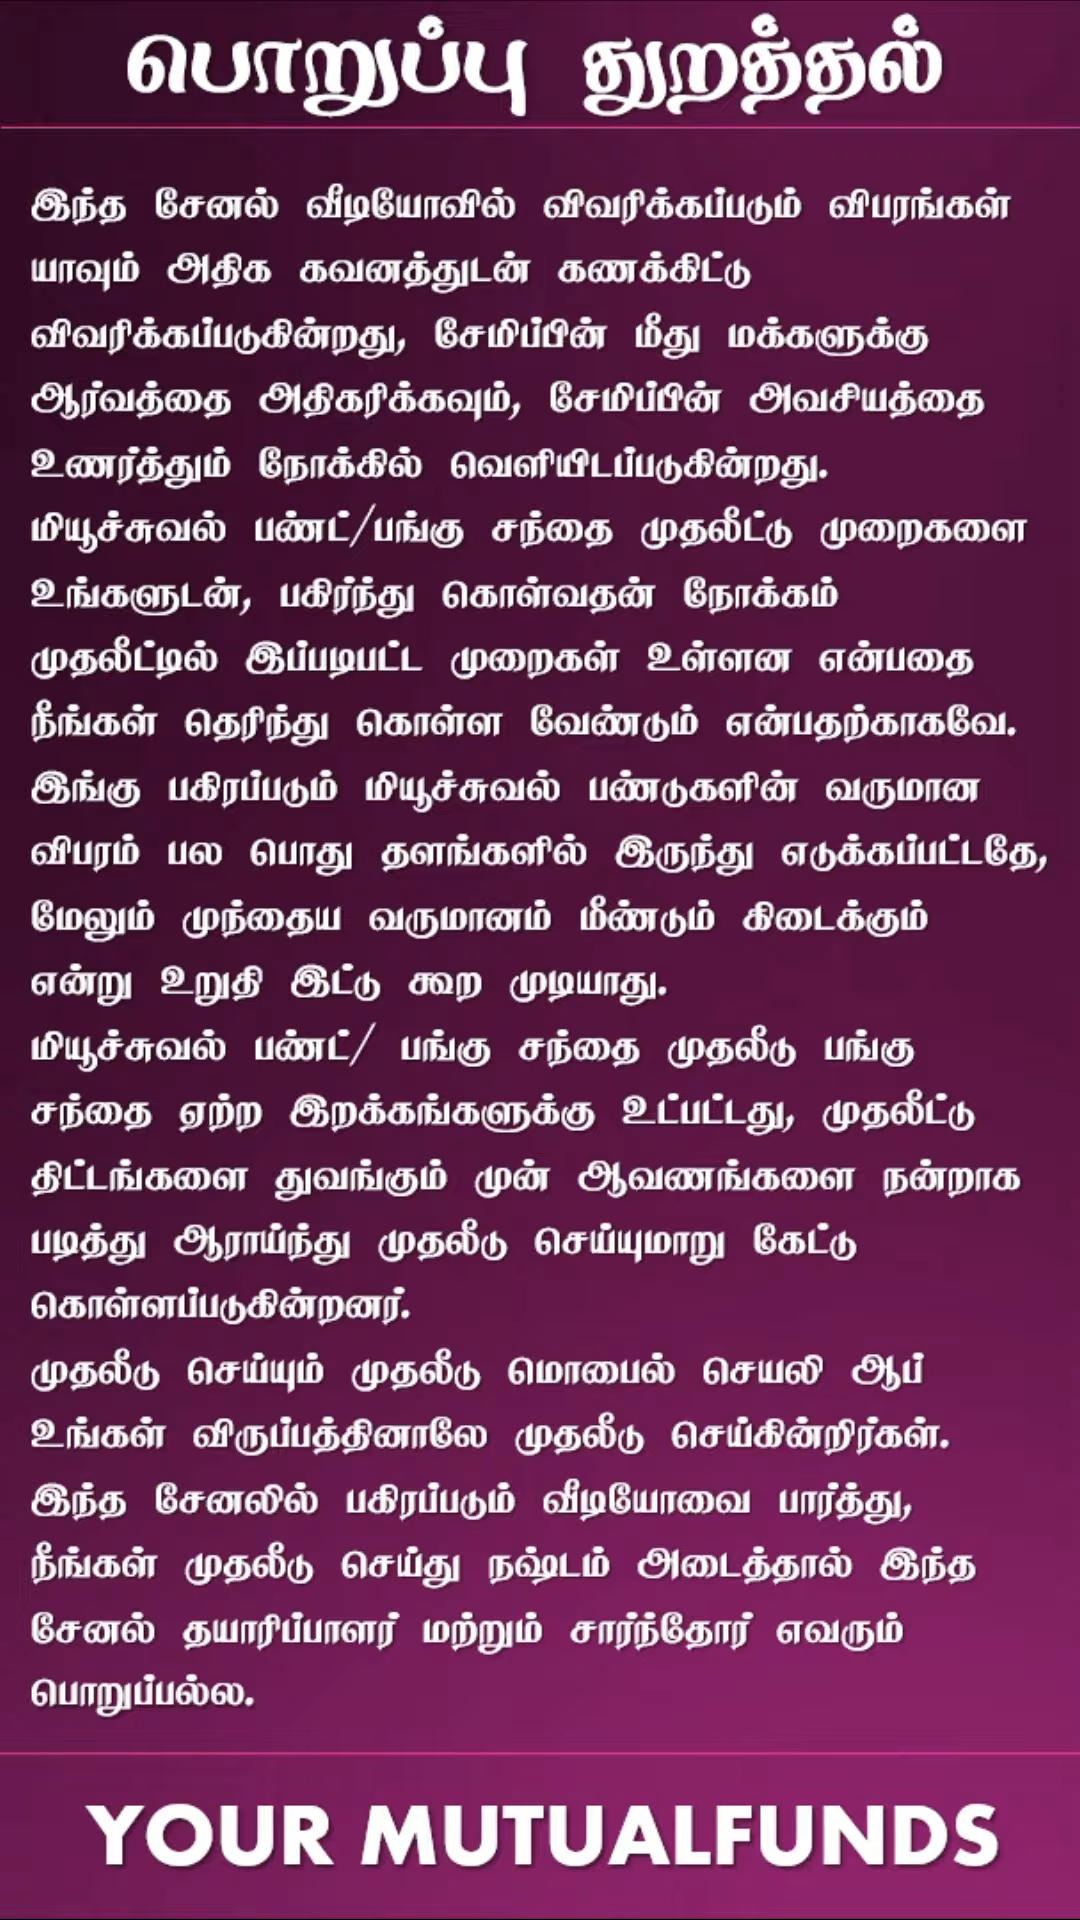 பொறுப்பு துறத்தல்
இந்த சேனல் வீடியோவில் விவரிக்கப்படும் விபரங்கள்
யாவும் அதிக கவனத்துடன் கணக்கிட்டு
விவரிக்கப்படுகின்றது, சேமிப்பின் மீது மக்களுக்கு
ஆர்வத்தை அதிகரிக்கவும், சேமிப்பின் அவசியத்தை
உணர்த்தும் நோக்கில் வெளியிடப்படுகின்றது.
மியூச்சுவல் பண்ட்/பங்கு சந்தை முதலீட்டு முறைகளை
உங்களுடன், பகிர்ந்து கொள்வதன் நோக்கம்
முதலீட்டில் இப்படிபட்ட முறைகள் உள்ளன என்பதை
நீங்கள் தெரிந்து கொள்ள வேண்டும் என்பதற்காகவே.
இங்கு பகிரப்படும் மியூச்சுவல் பண்டுகளின் வருமான
விபரம் பல பொது தளங்களில் இருந்து எடுக்கப்பட்டதே,
மேலும் முந்தைய வருமானம் மீண்டும் கிடைக்கும்
என்று உறுதி இட்டு கூற முடியாது.
மியூச்சுவல் பண்ட்/ பங்கு சந்தை முதலீடு பங்கு
சந்தை ஏற்ற இறக்கங்களுக்கு உட்பட்டது, முதலீட்டு
திட்டங்களை துவங்கும் முன் ஆவணங்களை நன்றாக
படித்து ஆராய்ந்து முதலீடு செய்யுமாறு கேட்டு
கொள்ளப்படுகின்றனர்.
முதலீடு செய்யும் முதலீடு மொபைல் செயலி ஆப்
உங்கள் விருப்பத்தினாலே முதலீடு செய்கின்றிர்கள்.
இந்த சேனலில் பகிரப்படும் வீடியோவை பார்த்து,
நீங்கள் முதலீடு செய்து நஷ்டம் அடைத்தால் இந்த
சேனல் தயாரிப்பாளர் மற்றும் சார்ந்தோர் எவரும்
பொறுப்பல்ல.
YOUR MUTUALFUNDS